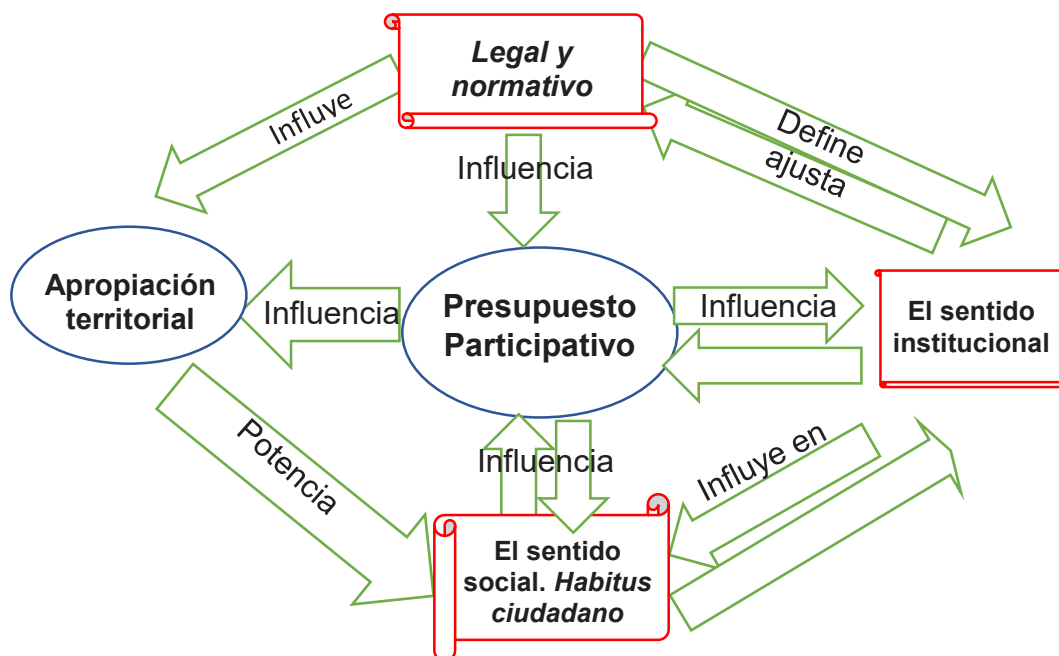 Legal y
normativo
Influye
Define
ajusta
Influencia
Apropiación
territorial
Influencia
Presupuesto
Participativo
Influencia
El sentido
institucional
Potencia
Influencia
Influye en
El sentido
social. Habitus
ciudadano